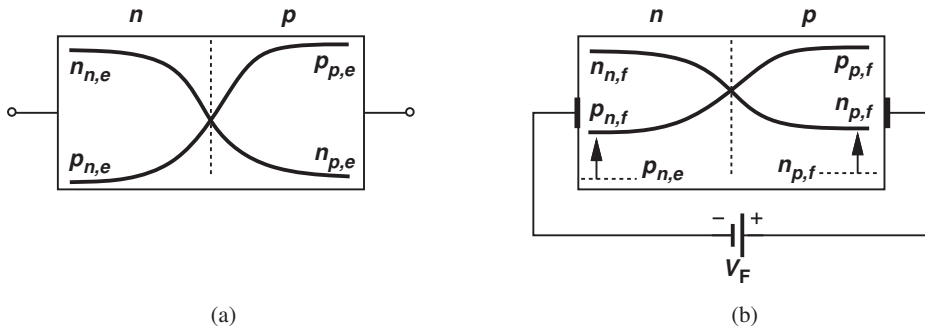 n p
n_{n,e} p_{p,e}
p_{n,e} n_{p,e}
(a)
n p
n_{n,f} p_{p,f}
p_{n,f} n_{p,f}
p_{n,e} n_{p,f}
− +
V_F
(b)